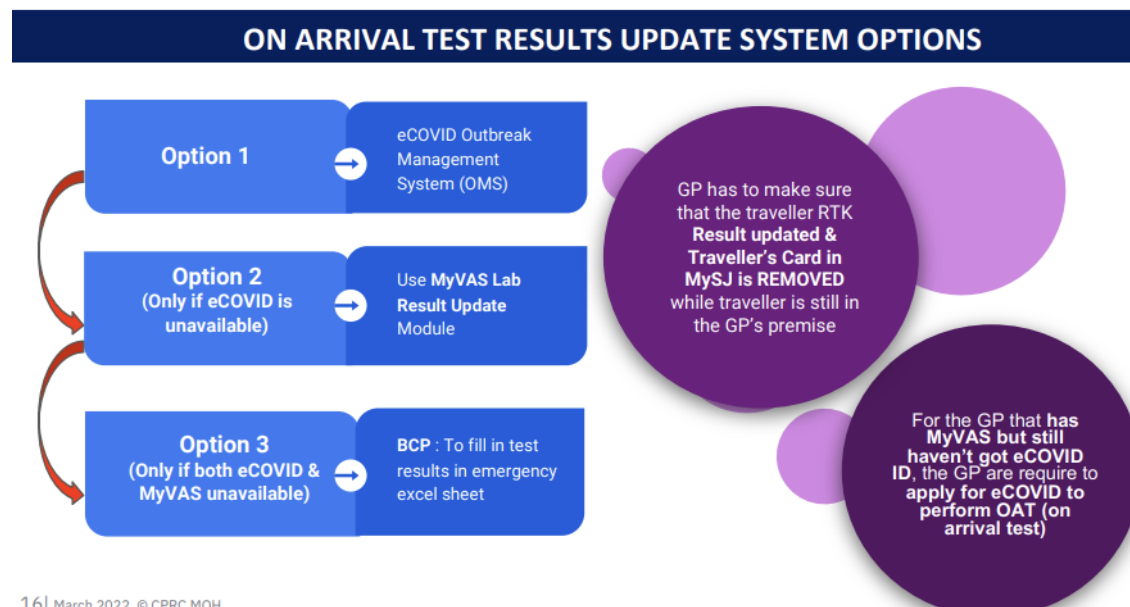 ON ARRIVAL TEST RESULTS UPDATE SYSTEM OPTIONS
Option 1
eCOVID Outbreak
Management
System (OMS)
Option 2
(Only if eCOVID is
unavailable)
Use MyVAS Lab
Result Update
Module
Option 3
(Only if both eCOVID &
MyVAS unavailable)
BCP : To fill in test
results in emergency
excel sheet
GP has to make sure
that the traveller RTK
Result updated &
Traveller's Card in
MySJ is REMOVED
while traveller is still in
the GP's premise
For the GP that has
MyVAS but still
haven't got eCOVID
ID, the GP are require to
apply for eCOVID to
perform OAT (on
arrival test)
16| March 2022, © CPRC MOH